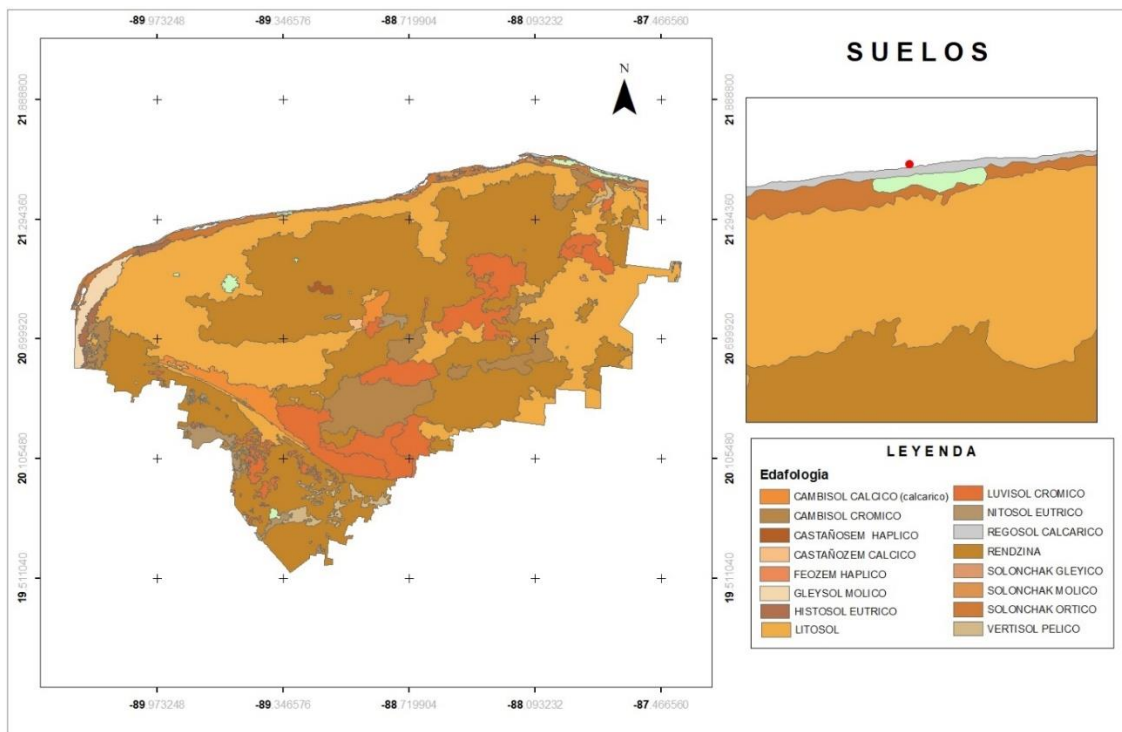 -89.973248 -89.346576 -88.719904 -88.093232 -87.466560
N
21.888800 21.294360 20.699920 20.105480 19.511040
21.888800 21.294360 20.699920 20.105480 19.511040
-89.973248 -89.346576 -88.719904 -88.093232 -87.466560
SUELOS
LEYENDA
Edafologia
CAMBISOL CALCICO (calcarico)
CAMBISOL CROMICO
CASTAÑOSEM HAPLICO
CASTAÑOZEM CALCICO
FEOZEM HAPLICO
GLEYSOL MOLICO
HISTOSOL EUTRICO
LITOSOL
LUVISOL CROMICO
NITOSOL EUTRICO
REGOSOL CALCARICO
RENDZINA
SOLONCHAK GLEYICO
SOLONCHAK MOLICO
SOLONCHAK ORTICO
VERTISOL PELICO